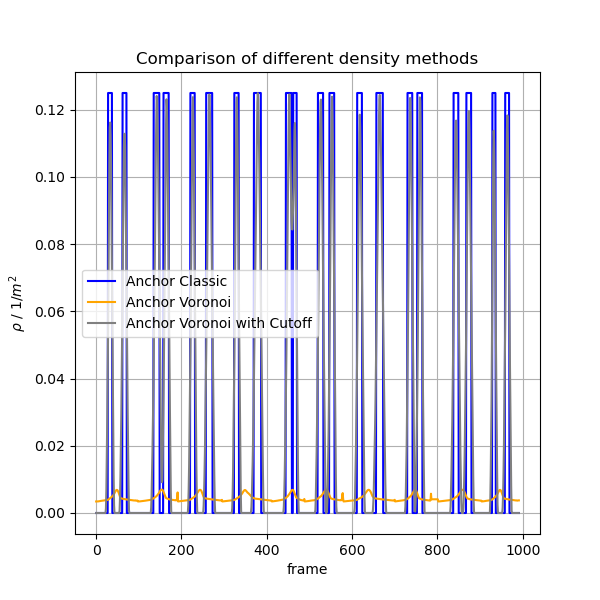 Comparison of different density methods
0.12
0.10
0.08
0.06
0.04
0.02
0.00
ρ / 1/m²
Anchor Classic
Anchor Voronoi
Anchor Voronoi with Cutoff
0 200 400 600 800 1000
frame